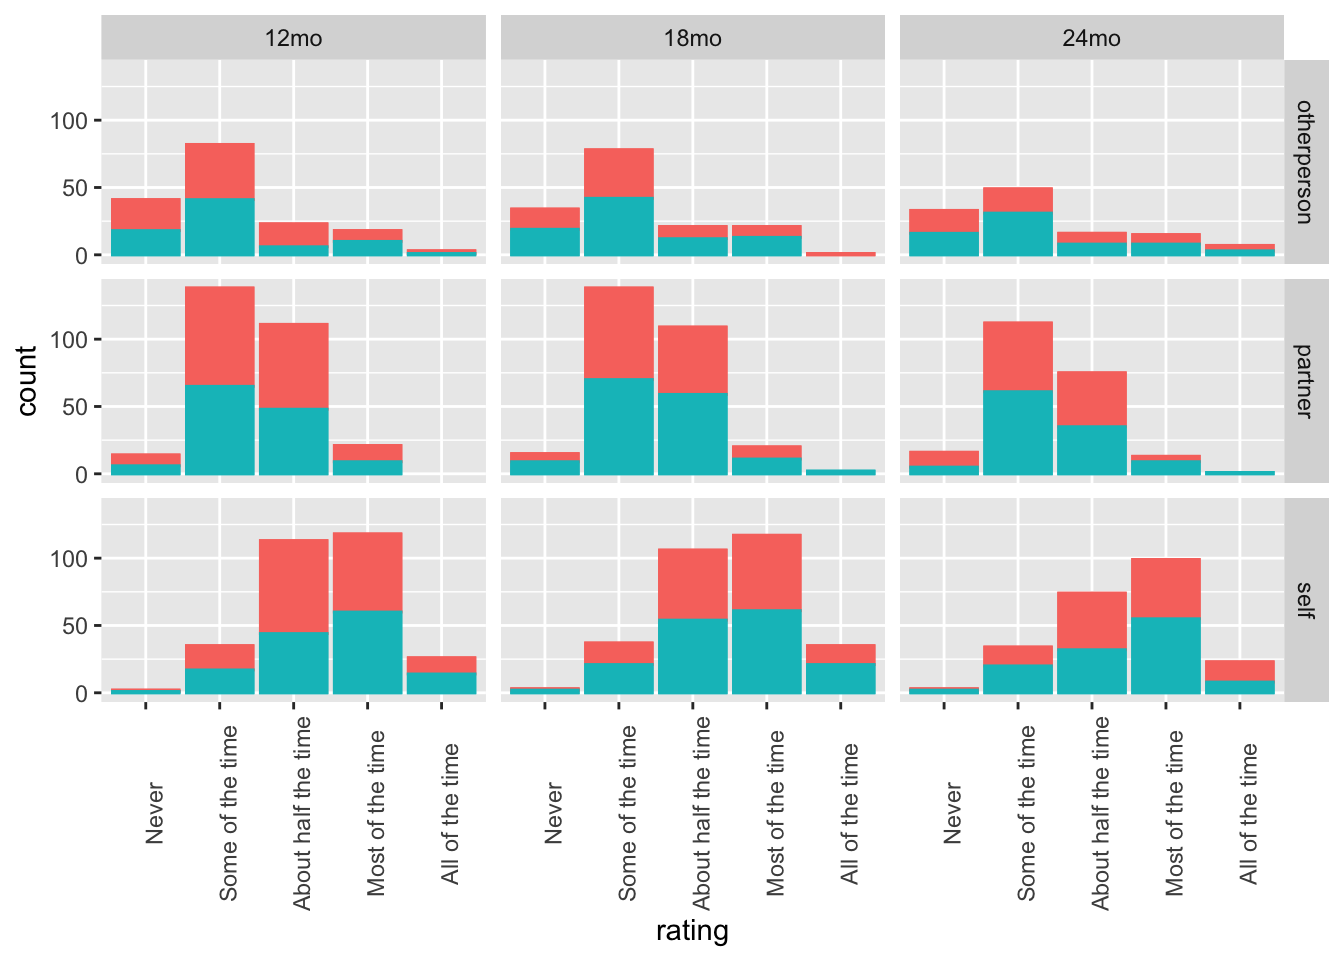 12mo
18mo
24mo
100
50
0
otherperson
100
50
0
partner
100
50
0
self
count
Never
Some of the time
About half the time
Most of the time
All of the time
Never
Some of the time
About half the time
Most of the time
All of the time
Never
Some of the time
About half the time
Most of the time
All of the time
rating